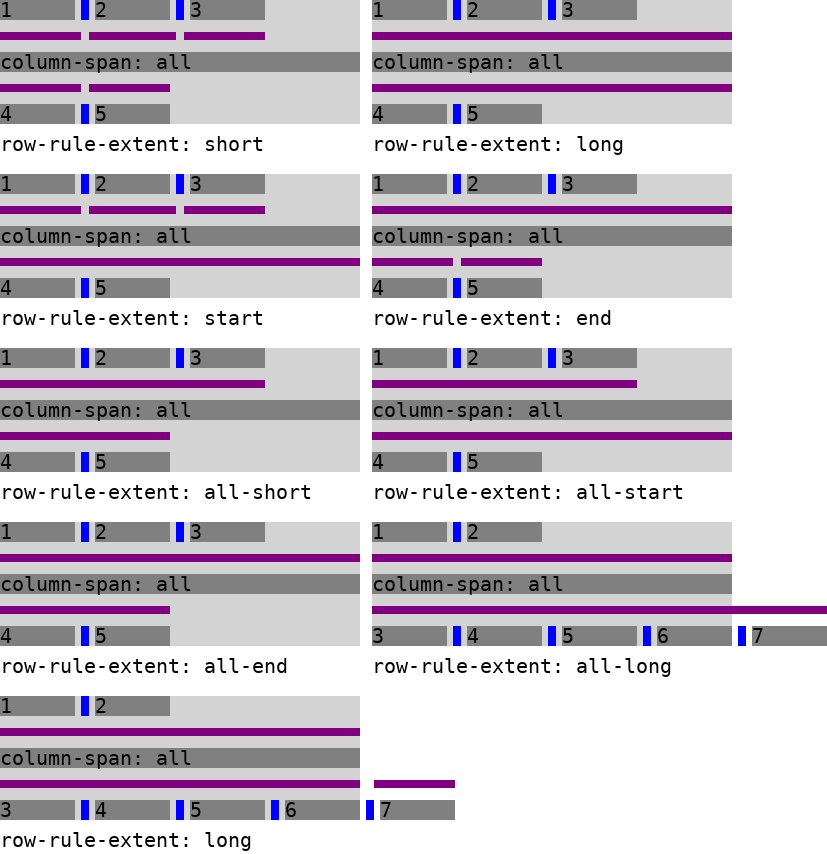 1 2 3 1 2 3
column-span: all column-span: all
4 5 4 5
row-rule-extent: short row-rule-extent: long
1 2 3 1 2 3
column-span: all column-span: all
4 5 4 5
row-rule-extent: start row-rule-extent: end
1 2 3 1 2 3
column-span: all column-span: all
4 5 4 5
row-rule-extent: all-short row-rule-extent: all-start
1 2 3 1 2
column-span: all column-span: all
4 5 3 4 5 6 7
row-rule-extent: all-end row-rule-extent: all-long
1 2
column-span: all
3 4 5 6 7
row-rule-extent: long